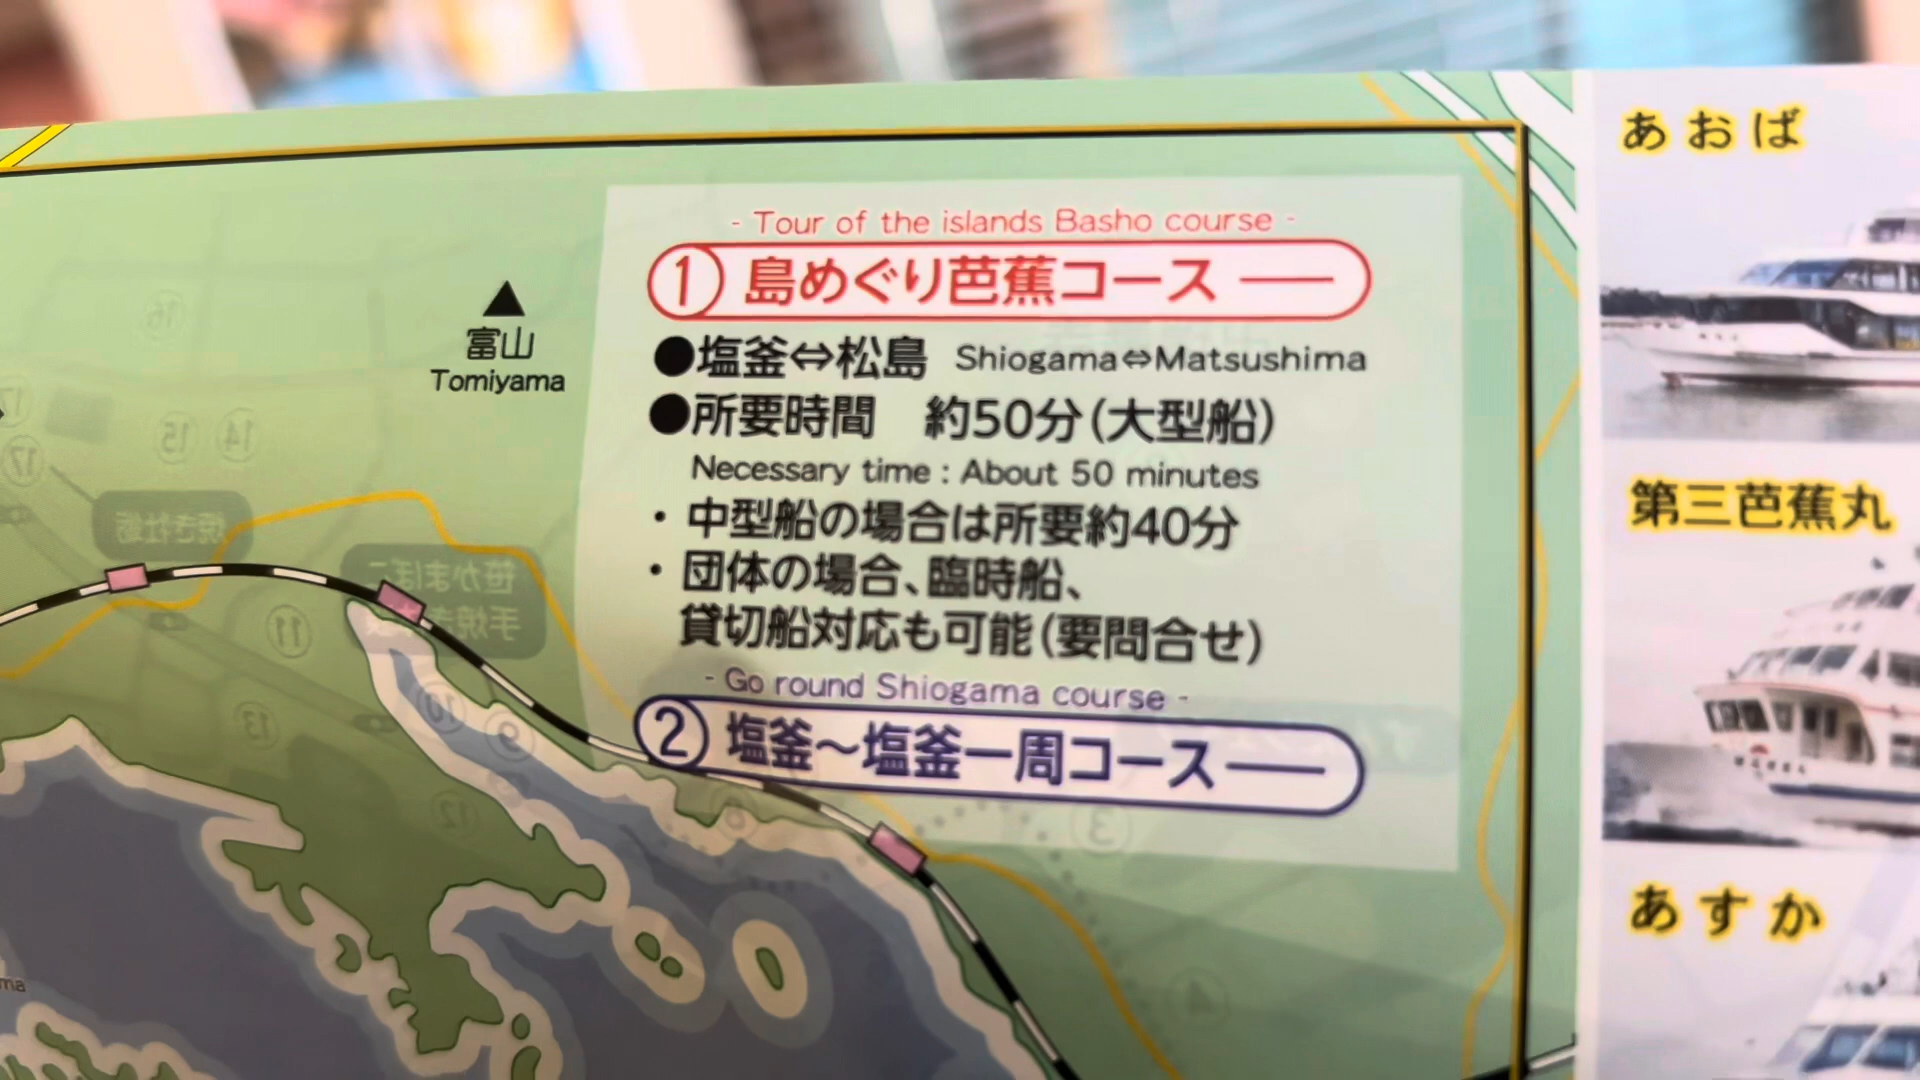 - Tour of the islands Basho course -
① 島めぐり芭蕉コース
●塩釜⇔松島 Shiogama⇔Matsushima
●所要時間 約50分(大型船)
Necessary time : About 50 minutes
・中型船の場合は所要約40分
・団体の場合、臨時船、
貸切船対応も可能(要問合せ)
- Go round Shiogama course -
② 塩釜～塩釜一周コース
富山
Tomiyama
あおば
第三芭蕉丸
あすか